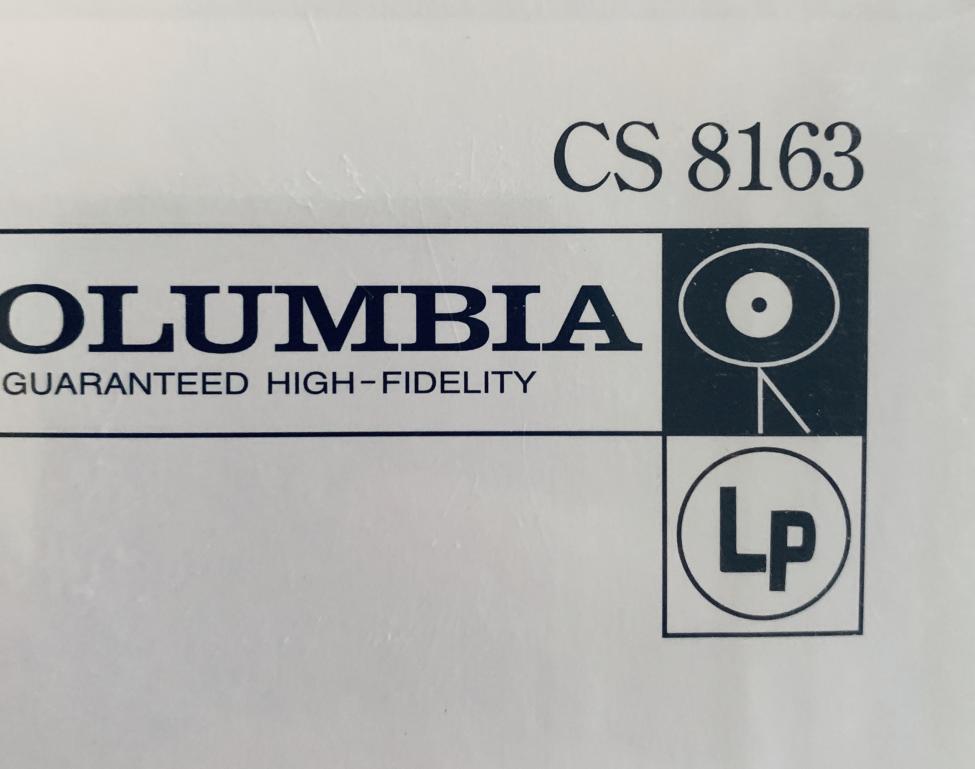 CS 8163
OLUMBIA
GUARANTEED HIGH-FIDELITY
LP